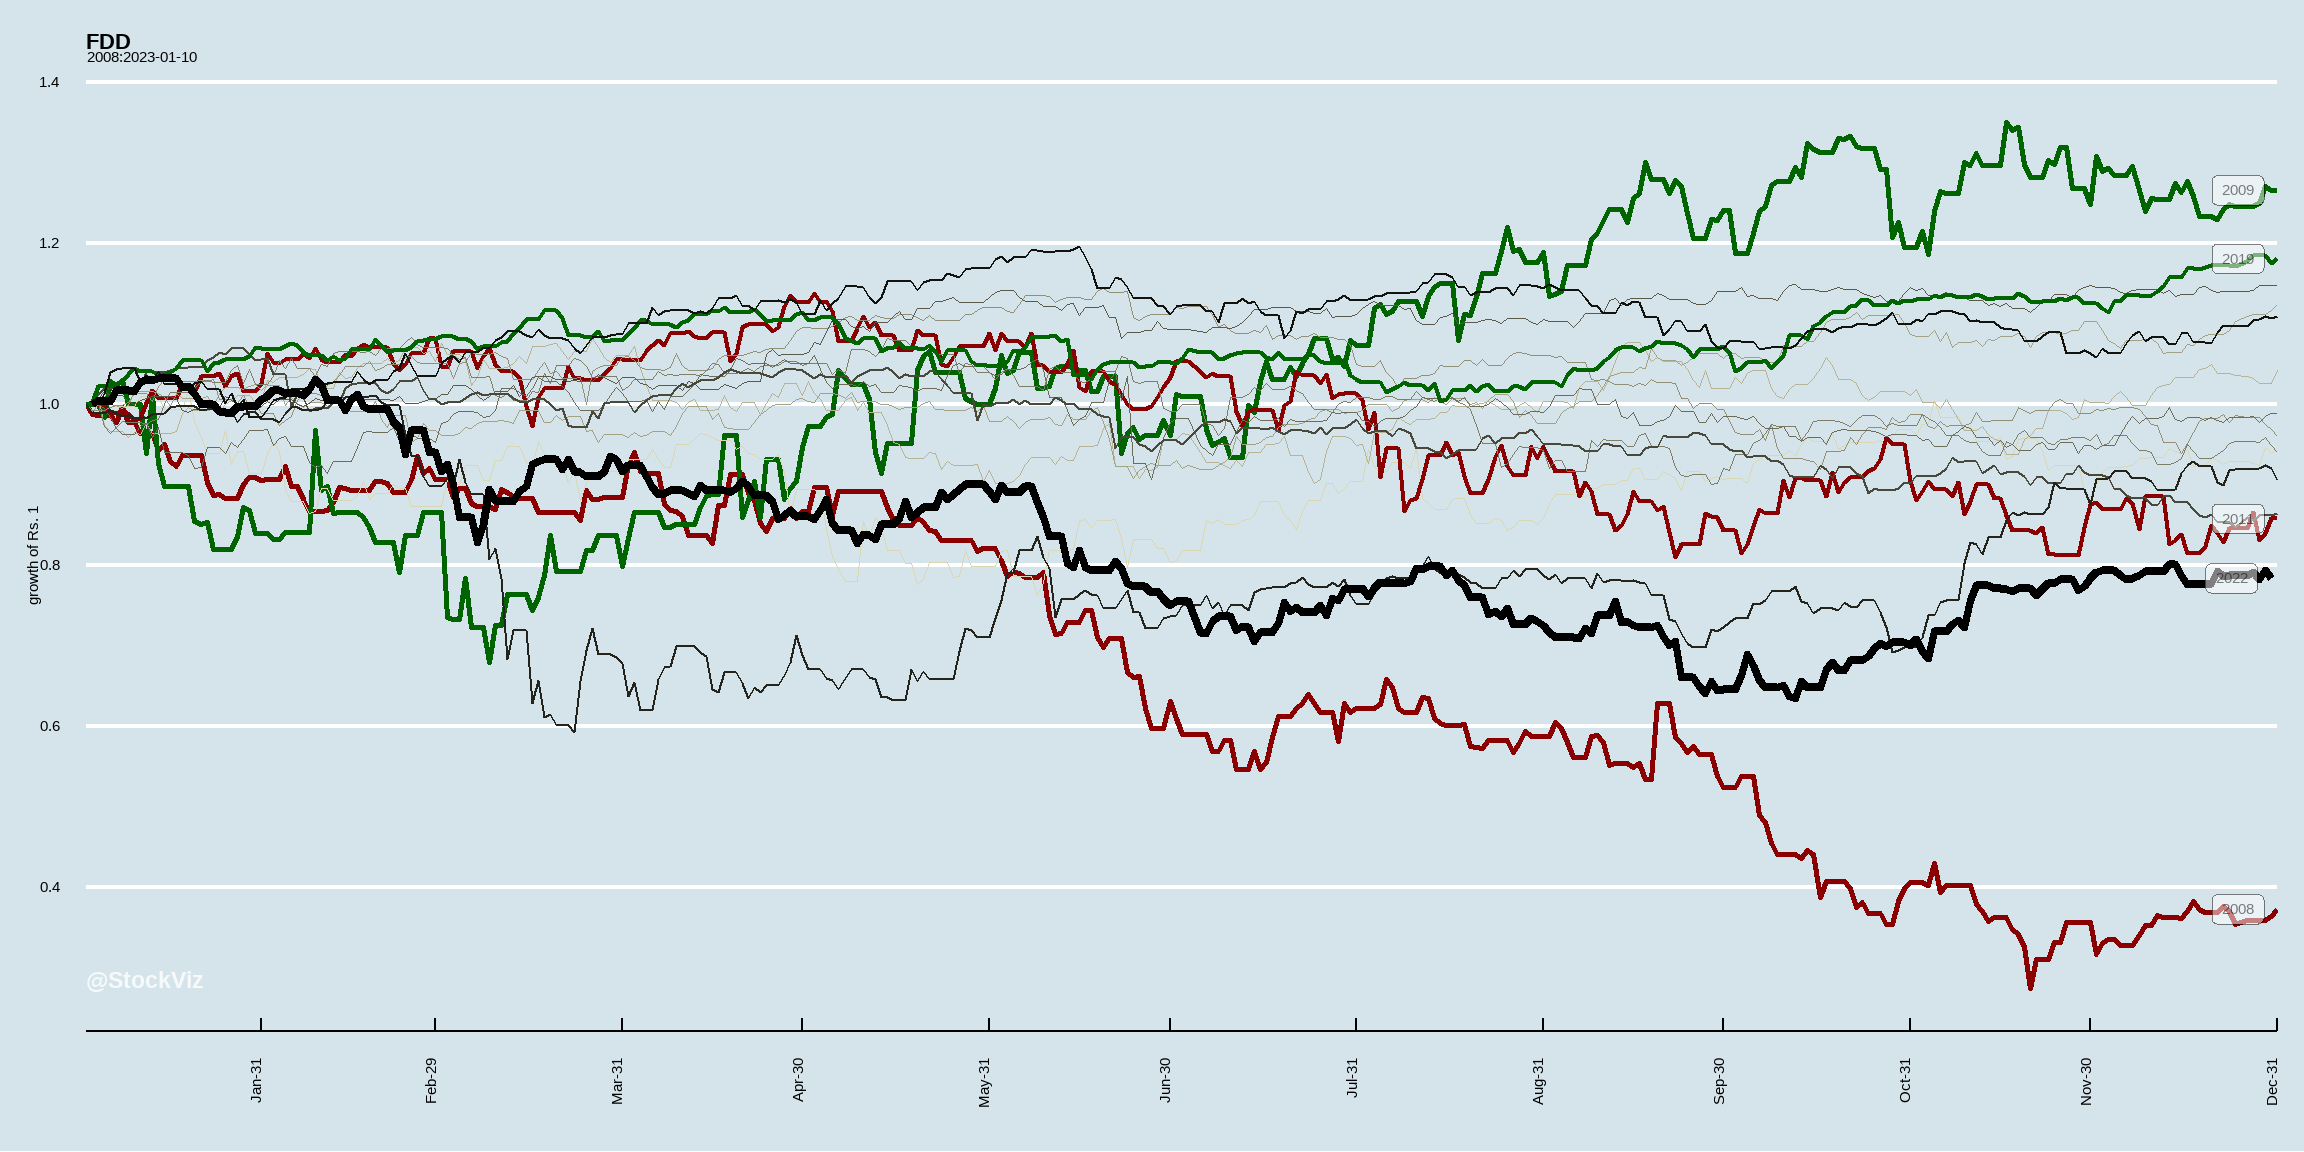 FDD
2008:2023-01-10
1.4
1.2
1.0
0.8
0.6
0.4
growth of Rs. 1
2009
2019
2011
2022
2008
@StockViz
Jan-31
Feb-29
Mar-31
Apr-30
May-31
Jun-30
Jul-31
Aug-31
Sep-30
Oct-31
Nov-30
Dec-31